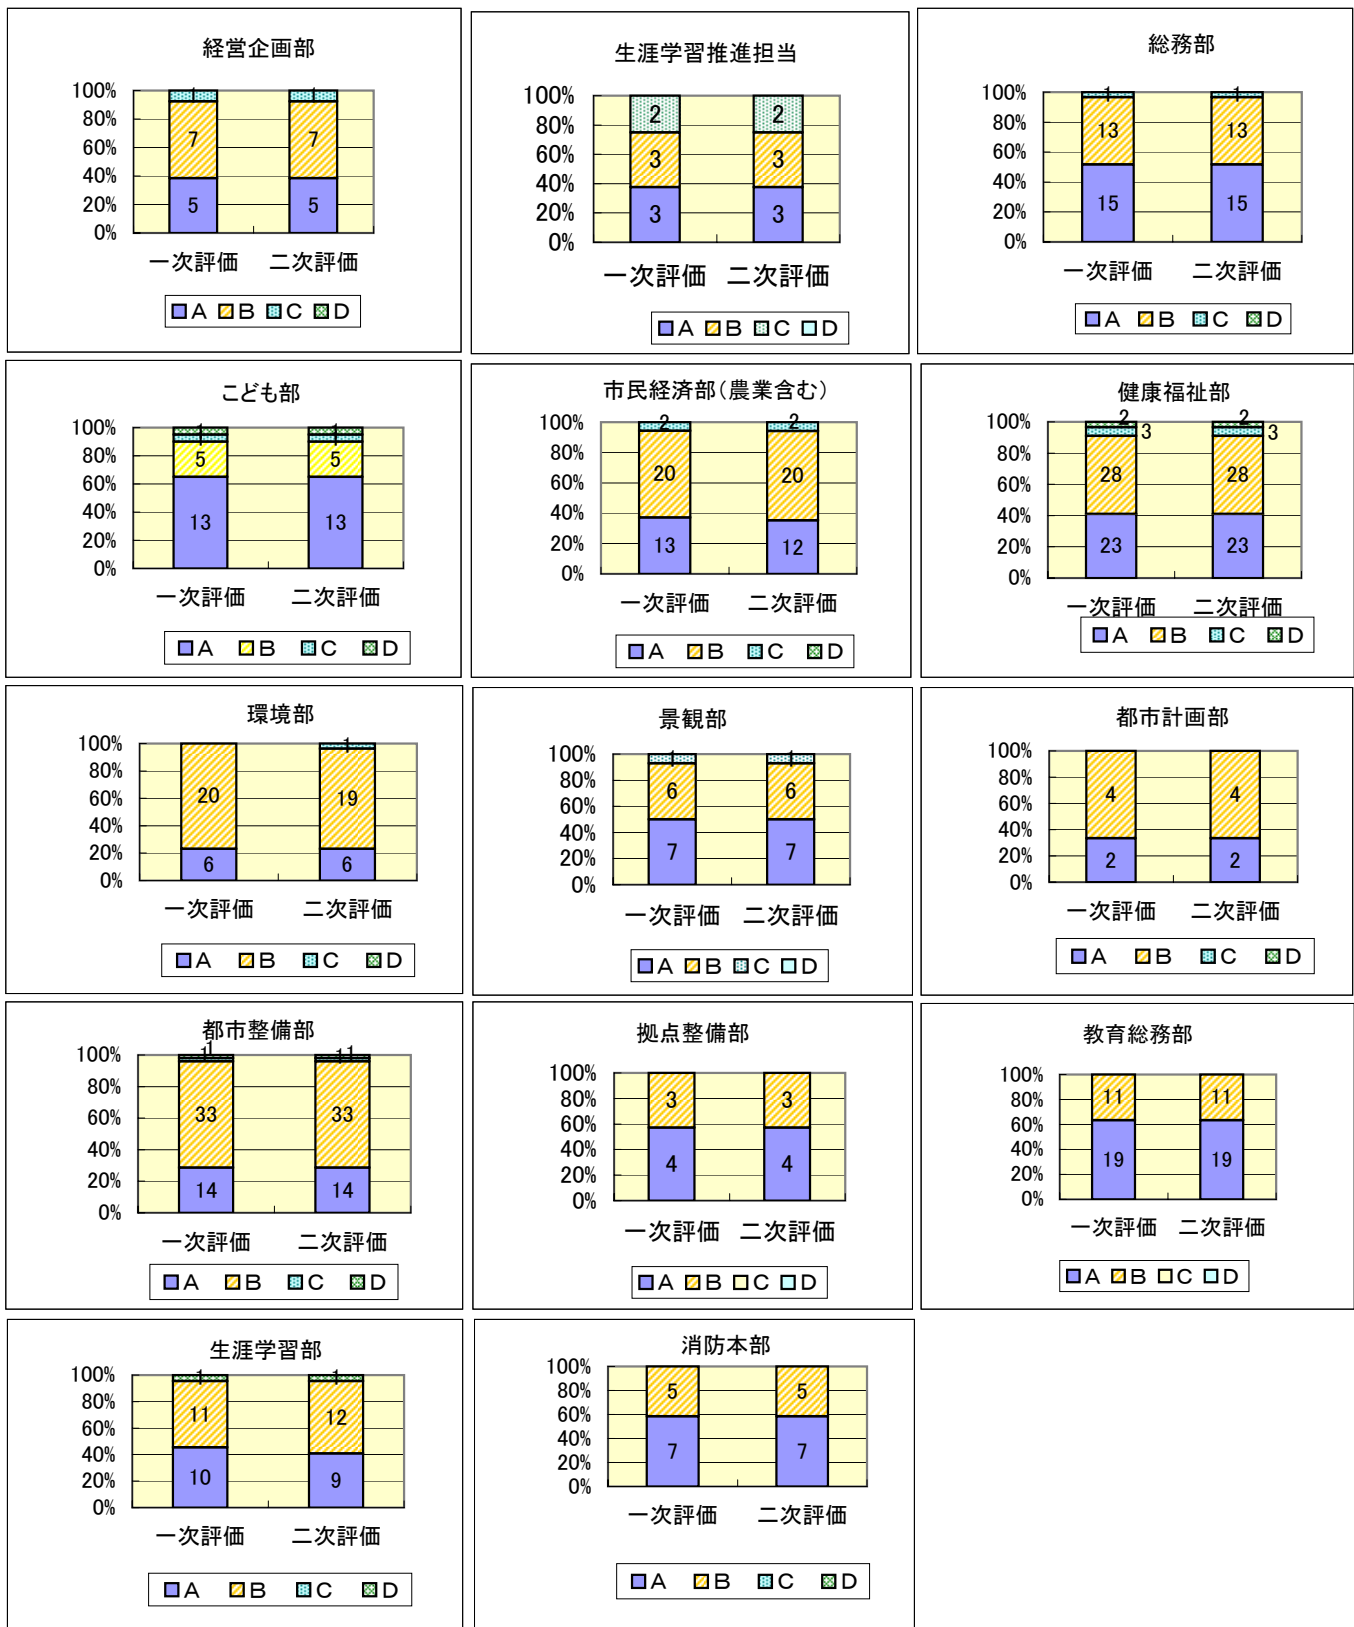 経営企画部
100%
80%
60%
40%
20%
0%
1 1
7 7
5 5
一次評価 二次評価
A B C D
生涯学習推進担当
100%
80%
60%
40%
20%
0%
2 2
3 3
3 3
一次評価 二次評価
A B C D
総務部
100%
80%
60%
40%
20%
0%
1 1
13 13
15 15
一次評価 二次評価
A B C D
こども部
100%
80%
60%
40%
20%
0%
1 1
1 1
5 5
13 13
一次評価 二次評価
A B C D
市民経済部(農業含む)
100%
80%
60%
40%
20%
0%
2 2
20 20
13 12
一次評価 二次評価
A B C D
健康福祉部
100%
80%
60%
40%
20%
0%
2 2
3 3
28 28
23 23
一次評価 二次評価
A B C D
環境部
100%
80%
60%
40%
20%
0%
1
20 19
6 6
一次評価 二次評価
A B C D
景観部
100%
80%
60%
40%
20%
0%
1 1
6 6
7 7
一次評価 二次評価
A B C D
都市計画部
100%
80%
60%
40%
20%
0%
4 4
2 2
一次評価 二次評価
A B C D
都市整備部
100%
80%
60%
40%
20%
0%
1 1
1 1
33 33
14 14
一次評価 二次評価
A B C D
拠点整備部
100%
80%
60%
40%
20%
0%
3 3
4 4
一次評価 二次評価
A B C D
教育総務部
100%
80%
60%
40%
20%
0%
11 11
19 19
一次評価 二次評価
A B C D
生涯学習部
100%
80%
60%
40%
20%
0%
1 1
11 12
10 9
一次評価 二次評価
A B C D
消防本部
100%
80%
60%
40%
20%
0%
5 5
7 7
一次評価 二次評価
A B C D